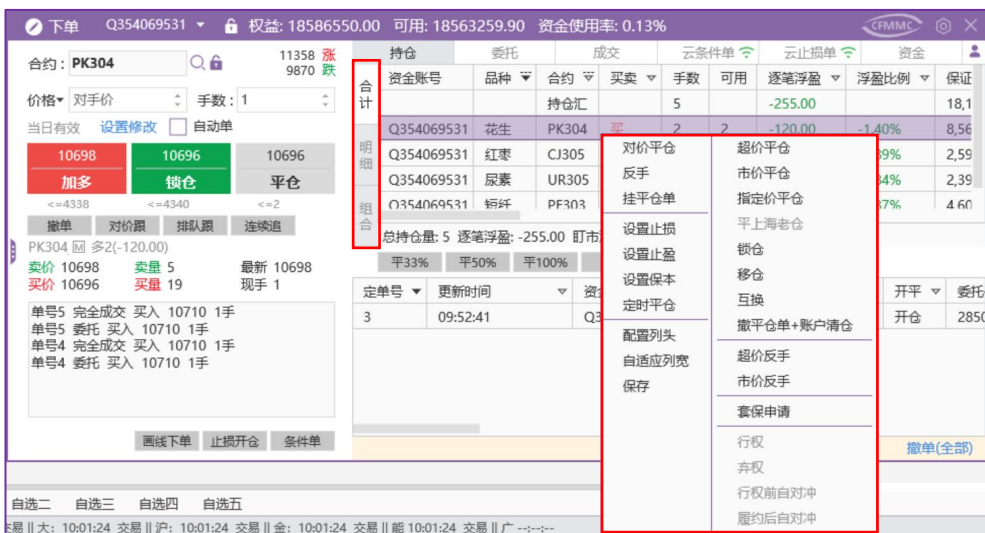 下单 Q354069531 权益: 18586550.00 可用: 18563259.90 资金使用率: 0.13% CFMMC
合约: PK304 11358 涨
9870 跌
价格 对手价 手数: 1
当日有效 设置修改 自动单
10698 10696 10696
加多 锁仓 平仓
<=4338 <=4340 <=2
撤单 对价跟 排队跟 连续追
PK304 M 多2(-120.00)
卖价 10698 卖量 5 最新 10698
买价 10696 买量 19 现手 1
单号5 完全成交 买入 10710 1手
单号5 委托 买入 10710 1手
单号4 完全成交 买入 10710 1手
单号4 委托 买入 10710 1手
画线下单 止损开仓 条件单
持仓 委托 成交 云条件单 云止损单 资金
合计
明细
组合
资金账号 品种 合约 买卖 手数 可用 逐笔浮盈 浮盈比例 保证
持仓汇 5 -255.00 18,1
Q354069531 花生 PK304 买 2 2 -120.00 -1.40% 8,56
Q354069531 红枣 CJ305 39% 2,59
Q354069531 尿素 UR305 34% 2,39
Q354069531 短纤 PF303 37% 4,60
总持仓量: 5 逐笔浮盈: -255.00 盯市
平33% 平50% 平100%
定单号 更新时间 资 开平 委托
3 09:52:41 Q3 开仓 2850
撤单(全部)
对价平仓
反手
挂平仓单
设置止损
设置止盈
设置保本
定时平仓
配置列头
自适应列宽
保存
超价平仓
市价平仓
指定价平仓
平上海老仓
锁仓
移仓
互换
撤平仓单+账户清仓
超价反手
市价反手
套保申请
行权
弃权
行权前自对冲
履约后自对冲
自选二 自选三 自选四 自选五
交易 || 大: 10:01:24 交易 || 沪: 10:01:24 交易 || 金: 10:01:24 交易 || 能 10:01:24 交易 || 广 --:--:--